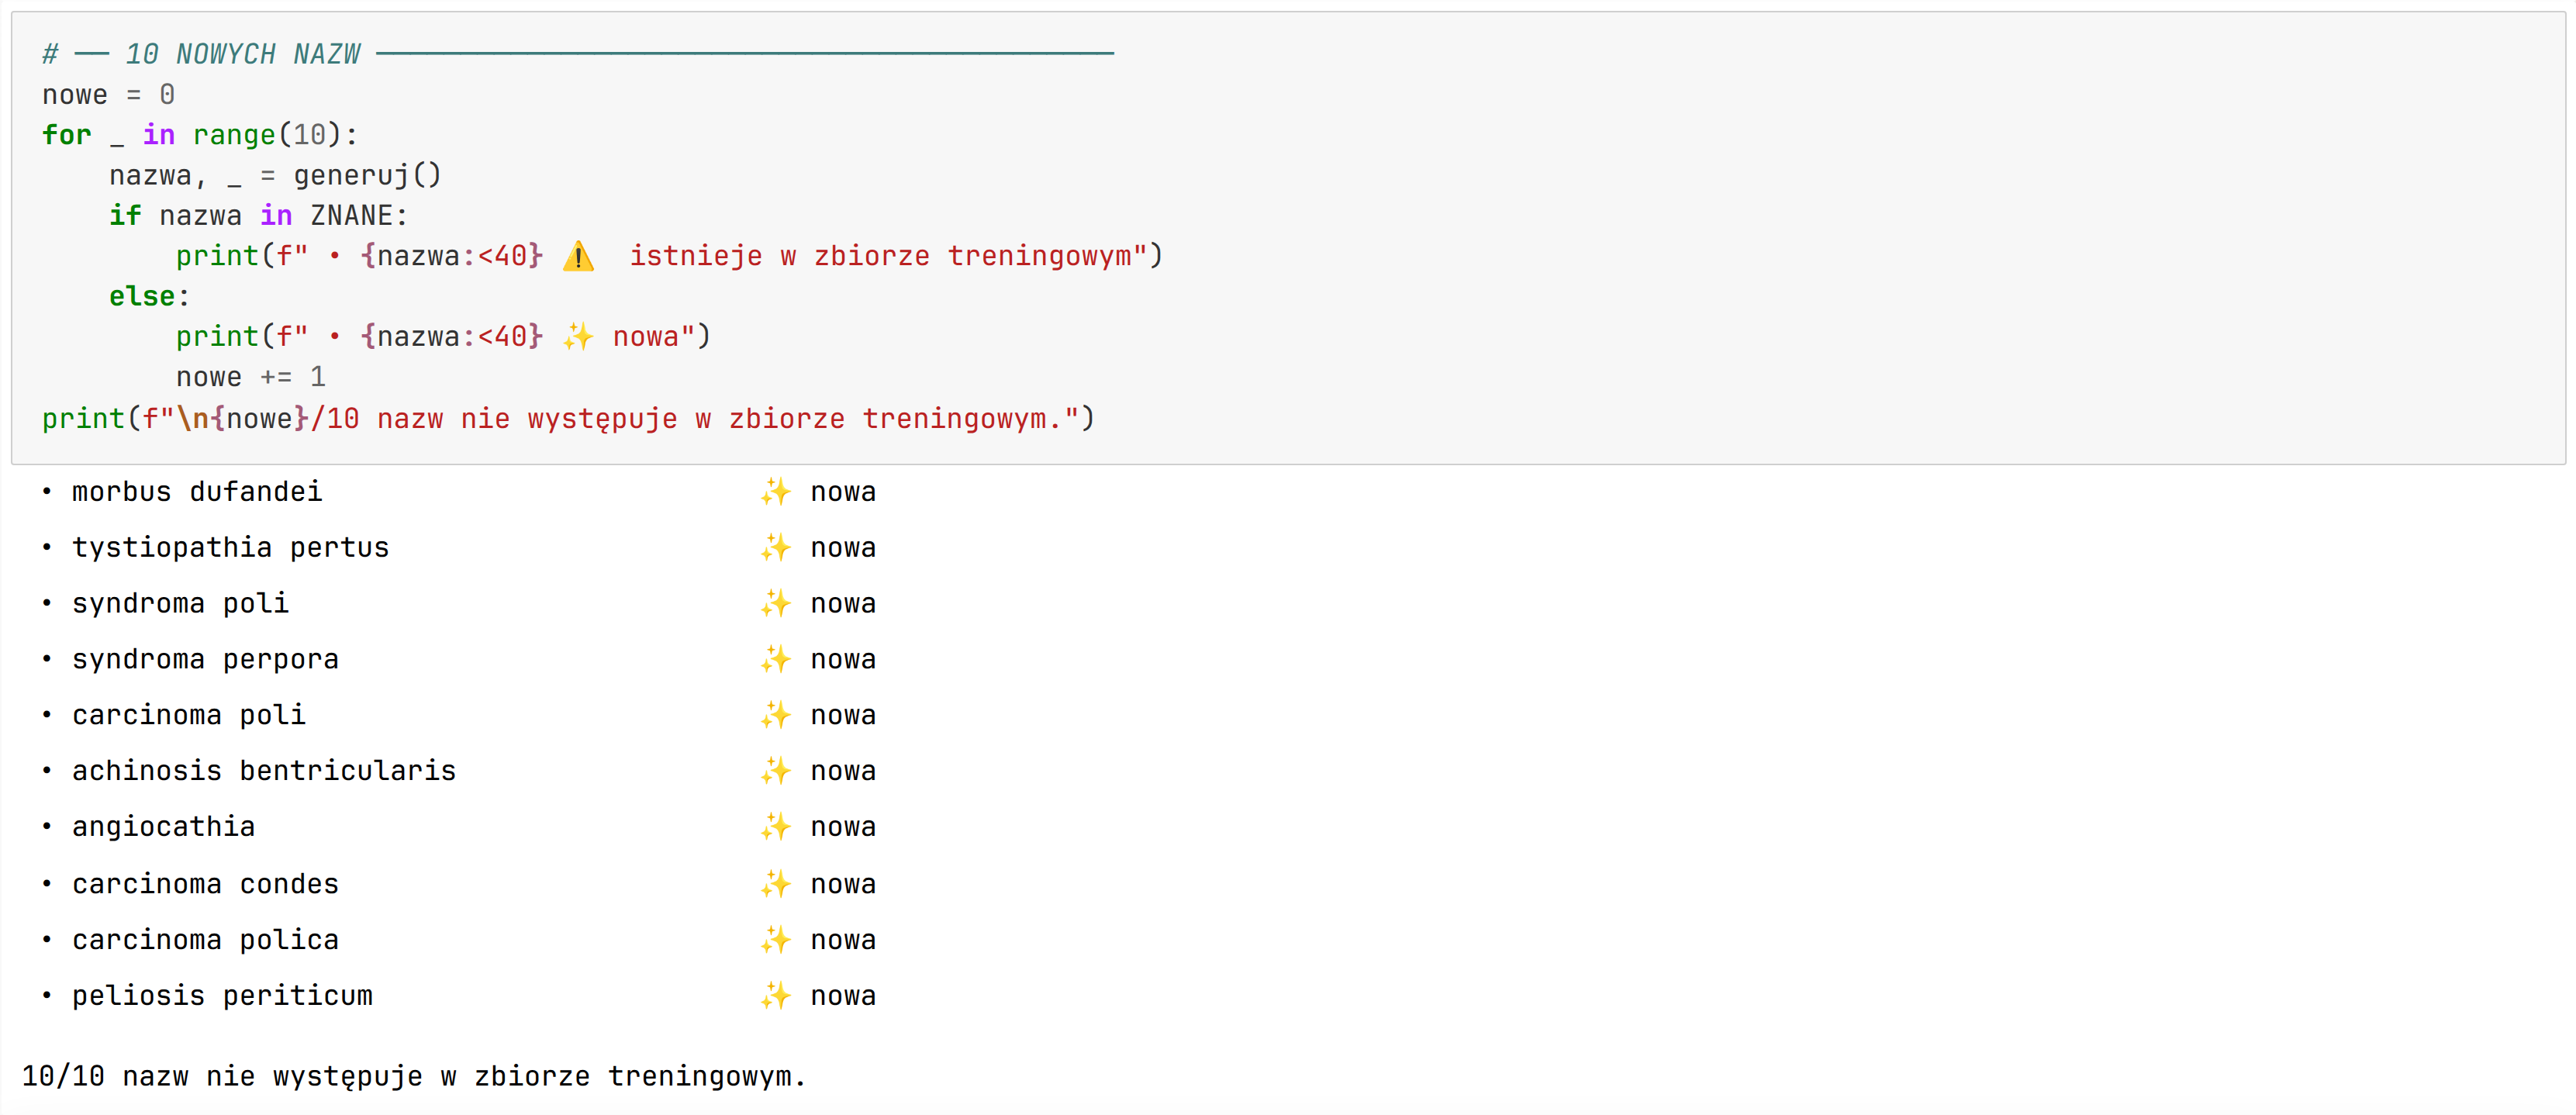 # ── 10 NOWYCH NAZW ────────────────────────────────────────────
nowe = 0
for _ in range(10):
    nazwa, _ = generuj()
    if nazwa in ZNANE:
        print(f" • {nazwa:<40} ⚠️  istnieje w zbiorze treningowym")
    else:
        print(f" • {nazwa:<40} ✨ nowa")
        nowe += 1
print(f"\n{nowe}/10 nazw nie występuje w zbiorze treningowym.")
 • morbus dufandei                          ✨ nowa
 • tystiopathia pertus                      ✨ nowa
 • syndroma poli                            ✨ nowa
 • syndroma perpora                         ✨ nowa
 • carcinoma poli                           ✨ nowa
 • achinosis bentricularis                  ✨ nowa
 • angiocathia                              ✨ nowa
 • carcinoma condes                         ✨ nowa
 • carcinoma polica                         ✨ nowa
 • peliosis periticum                       ✨ nowa
10/10 nazw nie występuje w zbiorze treningowym.